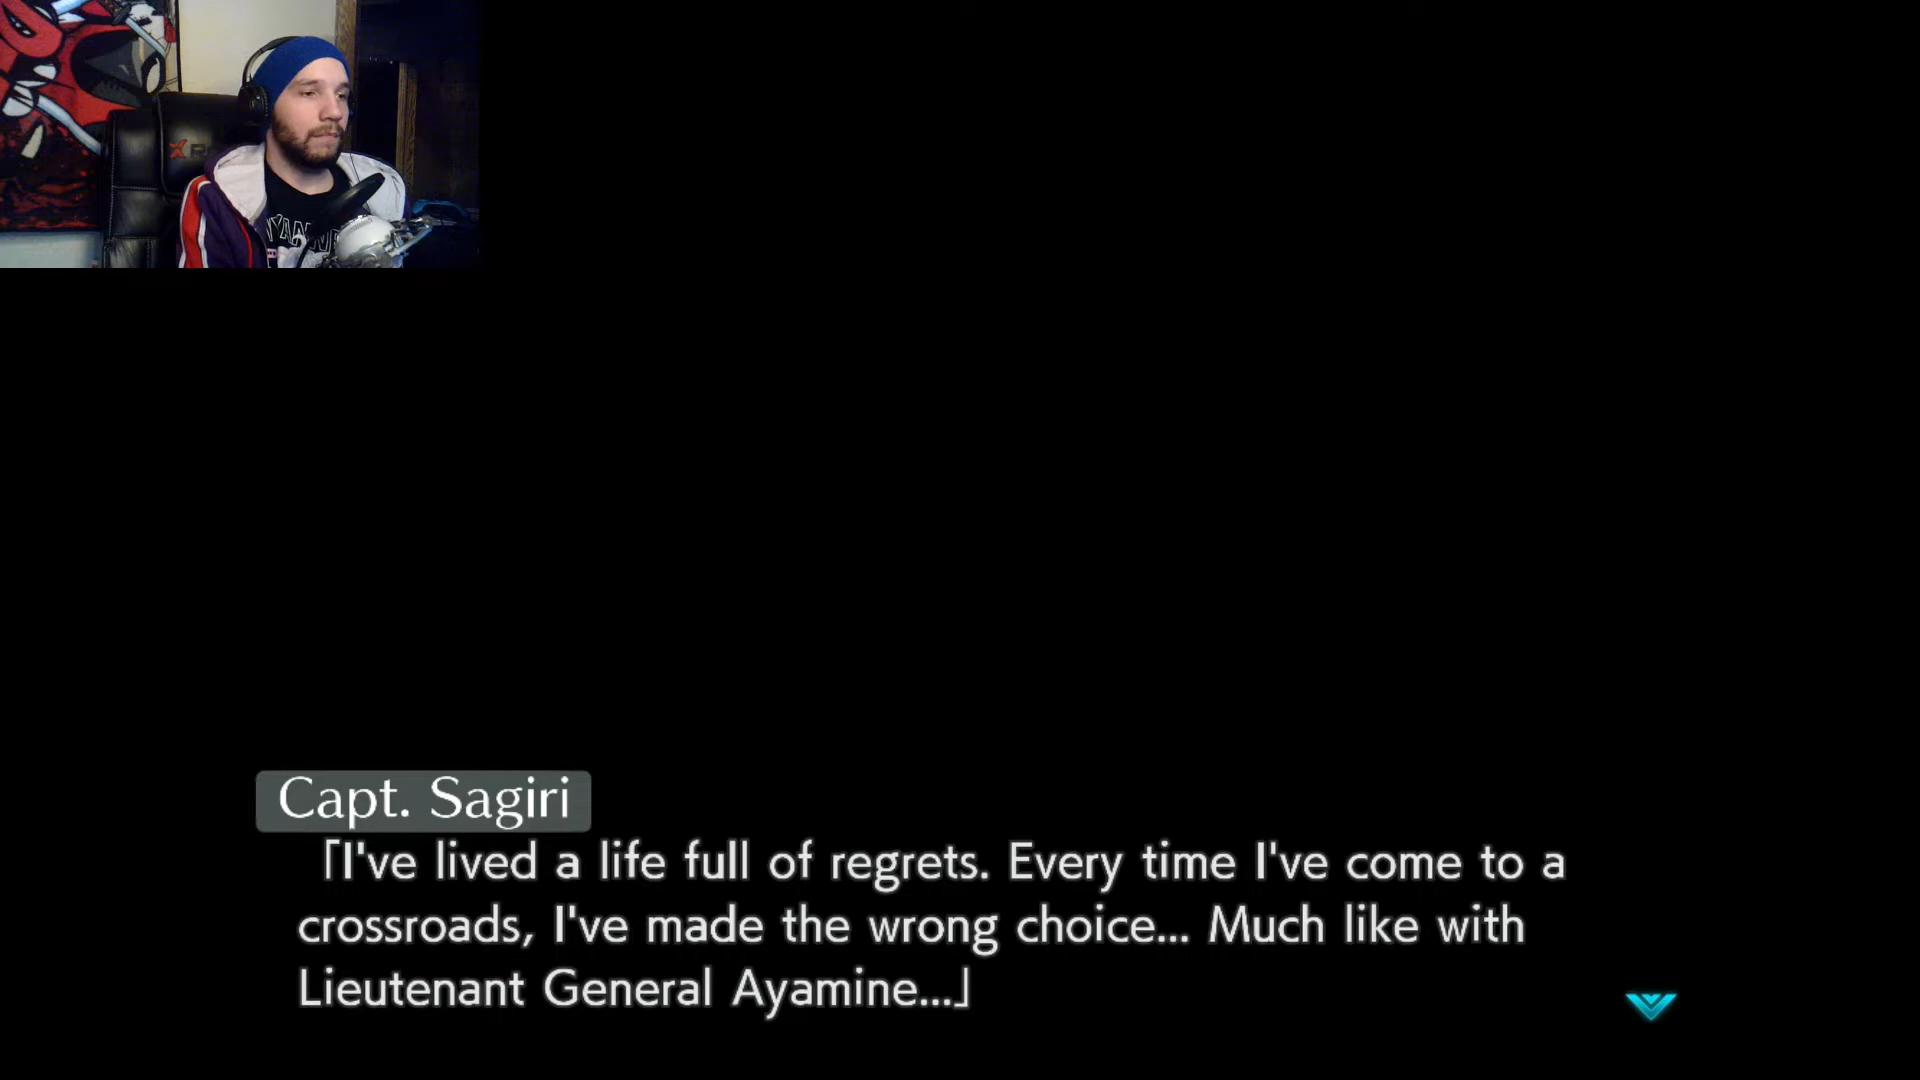 Capt. Sagiri
「I've lived a life full of regrets. Every time I've come to a
crossroads, I've made the wrong choice... Much like with
Lieutenant General Ayamine...」